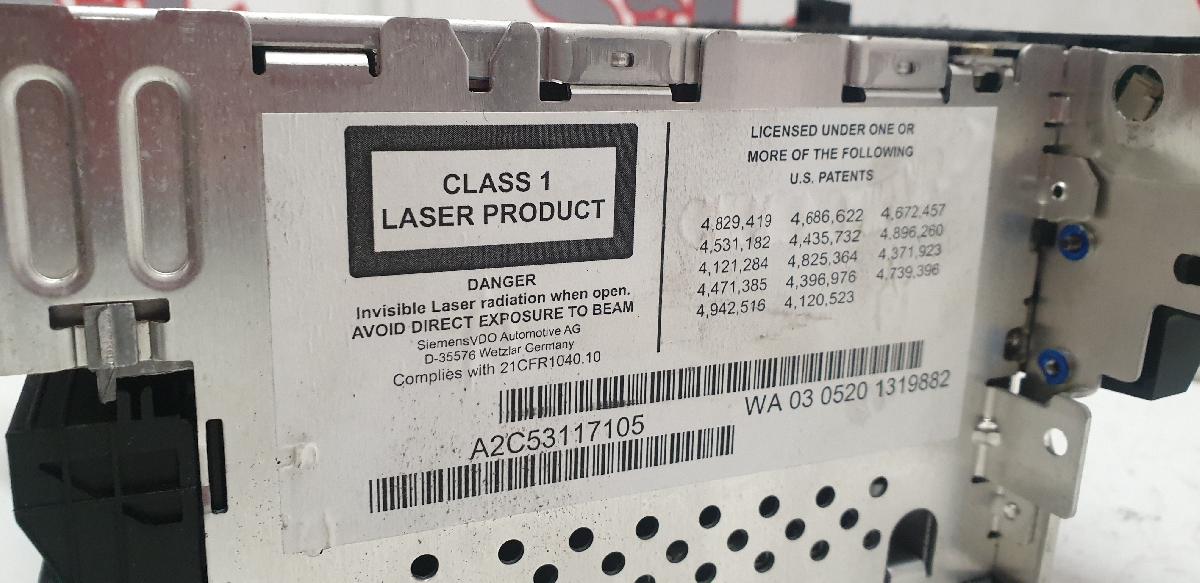 CLASS 1
LASER PRODUCT
DANGER
Invisible Laser radiation when open.
AVOID DIRECT EXPOSURE TO BEAM
SiemensVDO Automotive AG
D-35576 Wetzlar Germany
Complies with 21CFR1040.10
LICENSED UNDER ONE OR
MORE OF THE FOLLOWING
U.S. PATENTS
4,829,419 4,686,622 4,672,457
4,531,182 4,435,732 4,896,260
4,121,284 4,825,364 4,371,923
4,471,385 4,396,976 4,739,396
4,942,516 4,120,523
WA 03 0520 1319882
A2C53117105